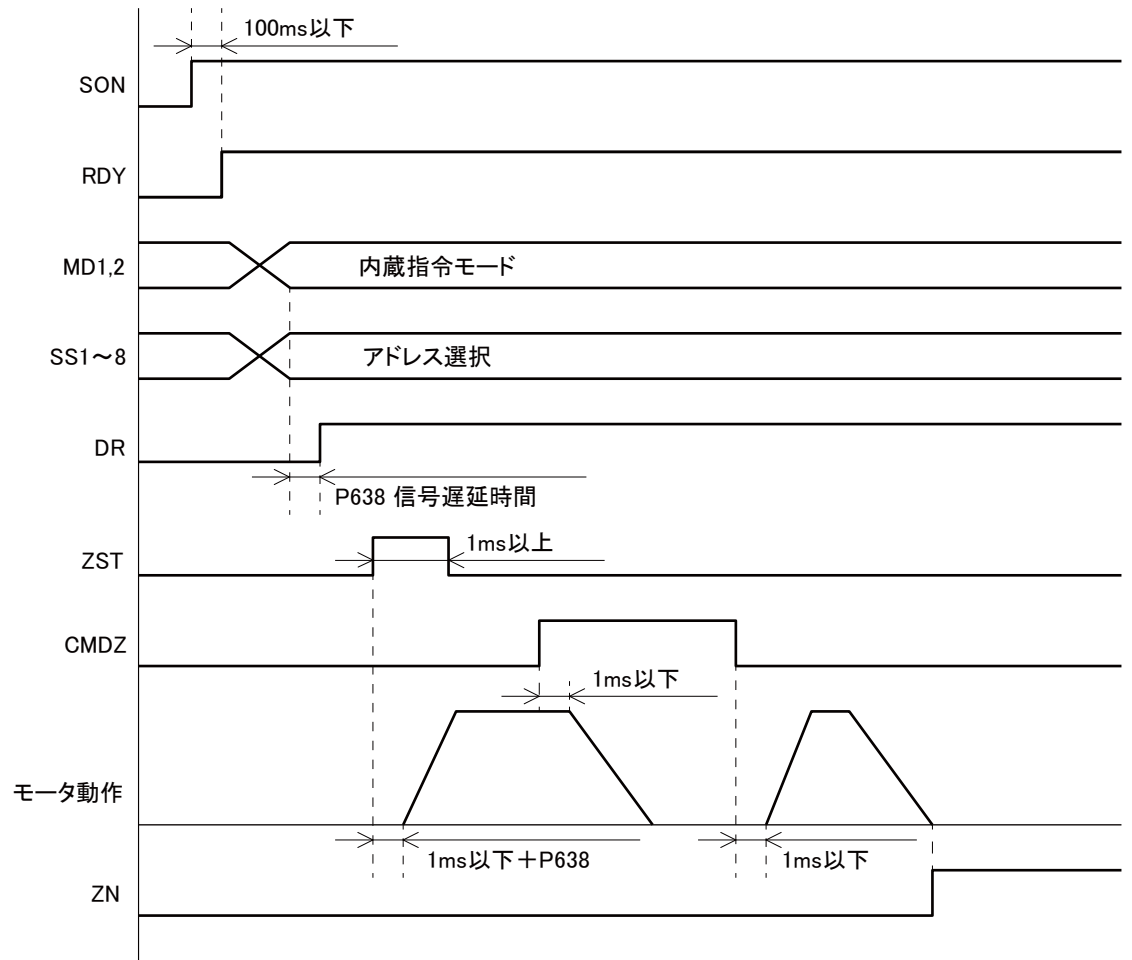 100ms以下
SON
RDY
MD1,2
内蔵指令モード
SS1～8
アドレス選択
DR
P638 信号遅延時間
ZST
1ms以上
CMDZ
1ms以下
モータ動作
1ms以下＋P638
1ms以下
ZN